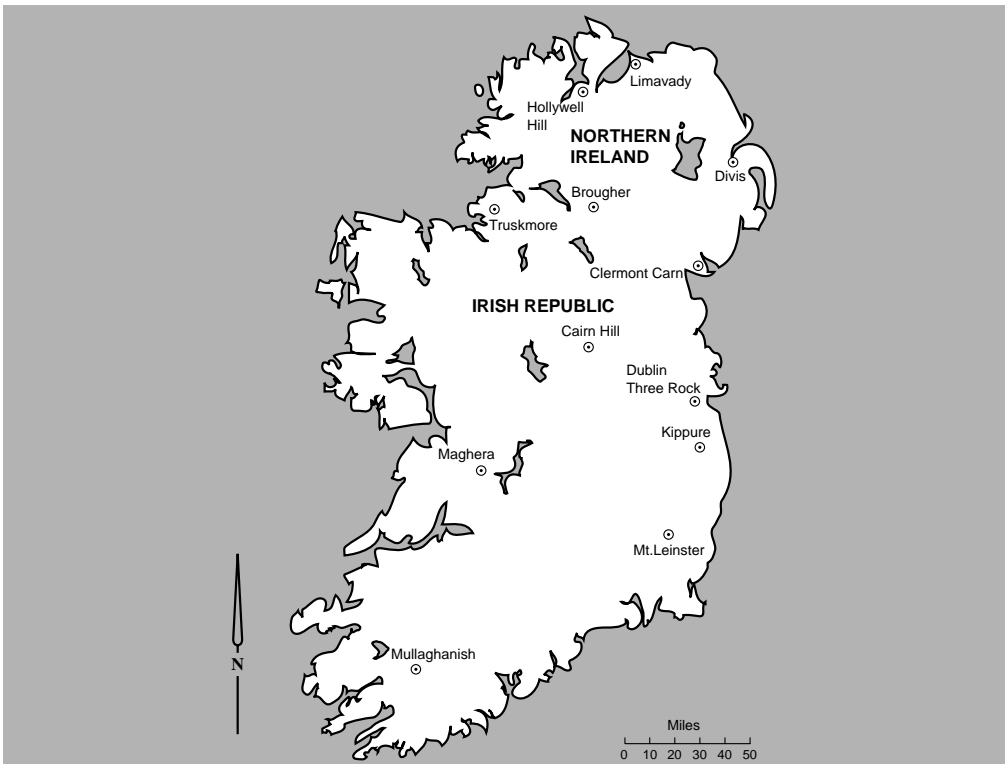 Limavady
Hollywell
Hill
NORTHERN
IRELAND
Divis
Brougher
Truskmore
Clermont Carn
IRISH REPUBLIC
Cairn Hill
Dublin
Three Rock
Kippure
Maghera
Mt.Leinster
N
Mullaghanish
Miles
0 10 20 30 40 50